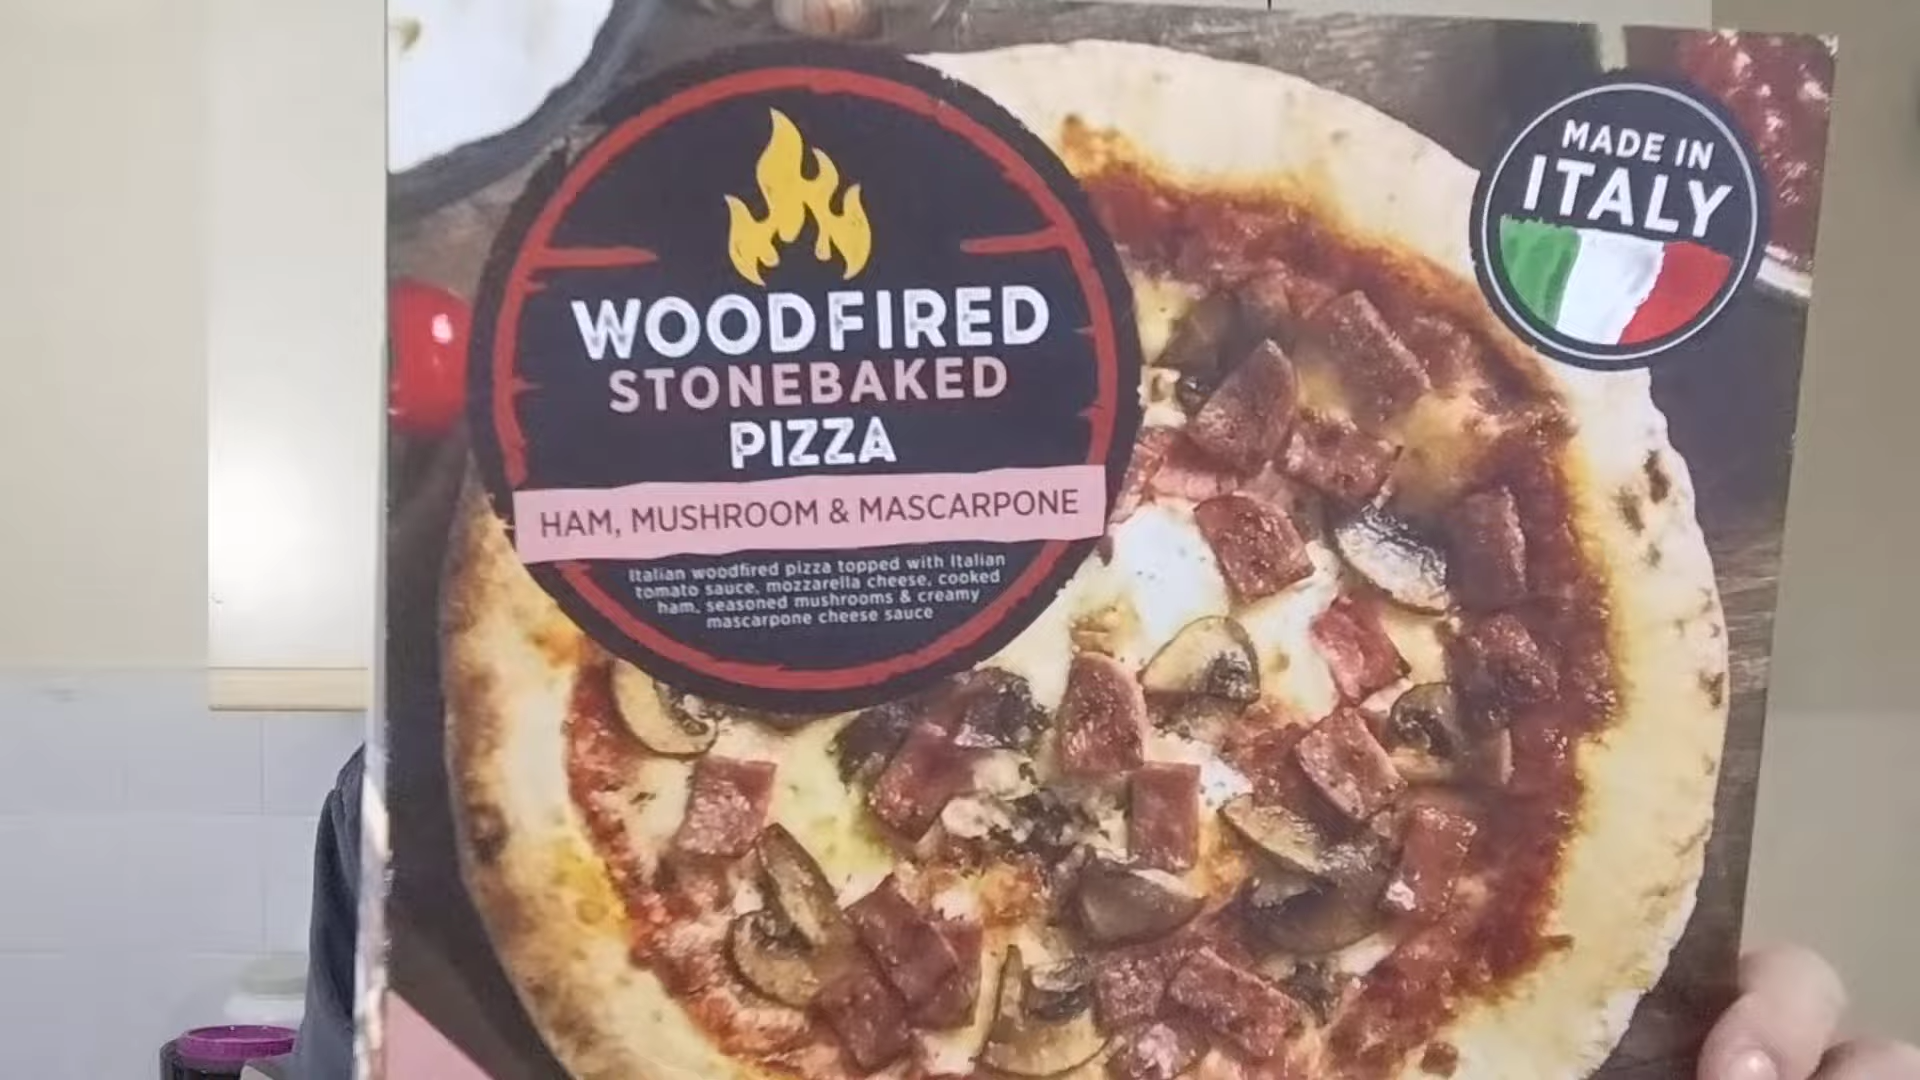 WOODFIRED
STONEBAKED
PIZZA
HAM, MUSHROOM & MASCARPONE
Italian woodfired pizza topped with Italian
tomato sauce, mozzarella cheese, cooked
ham, seasoned mushrooms & creamy
mascarpone cheese sauce
MADE IN
ITALY